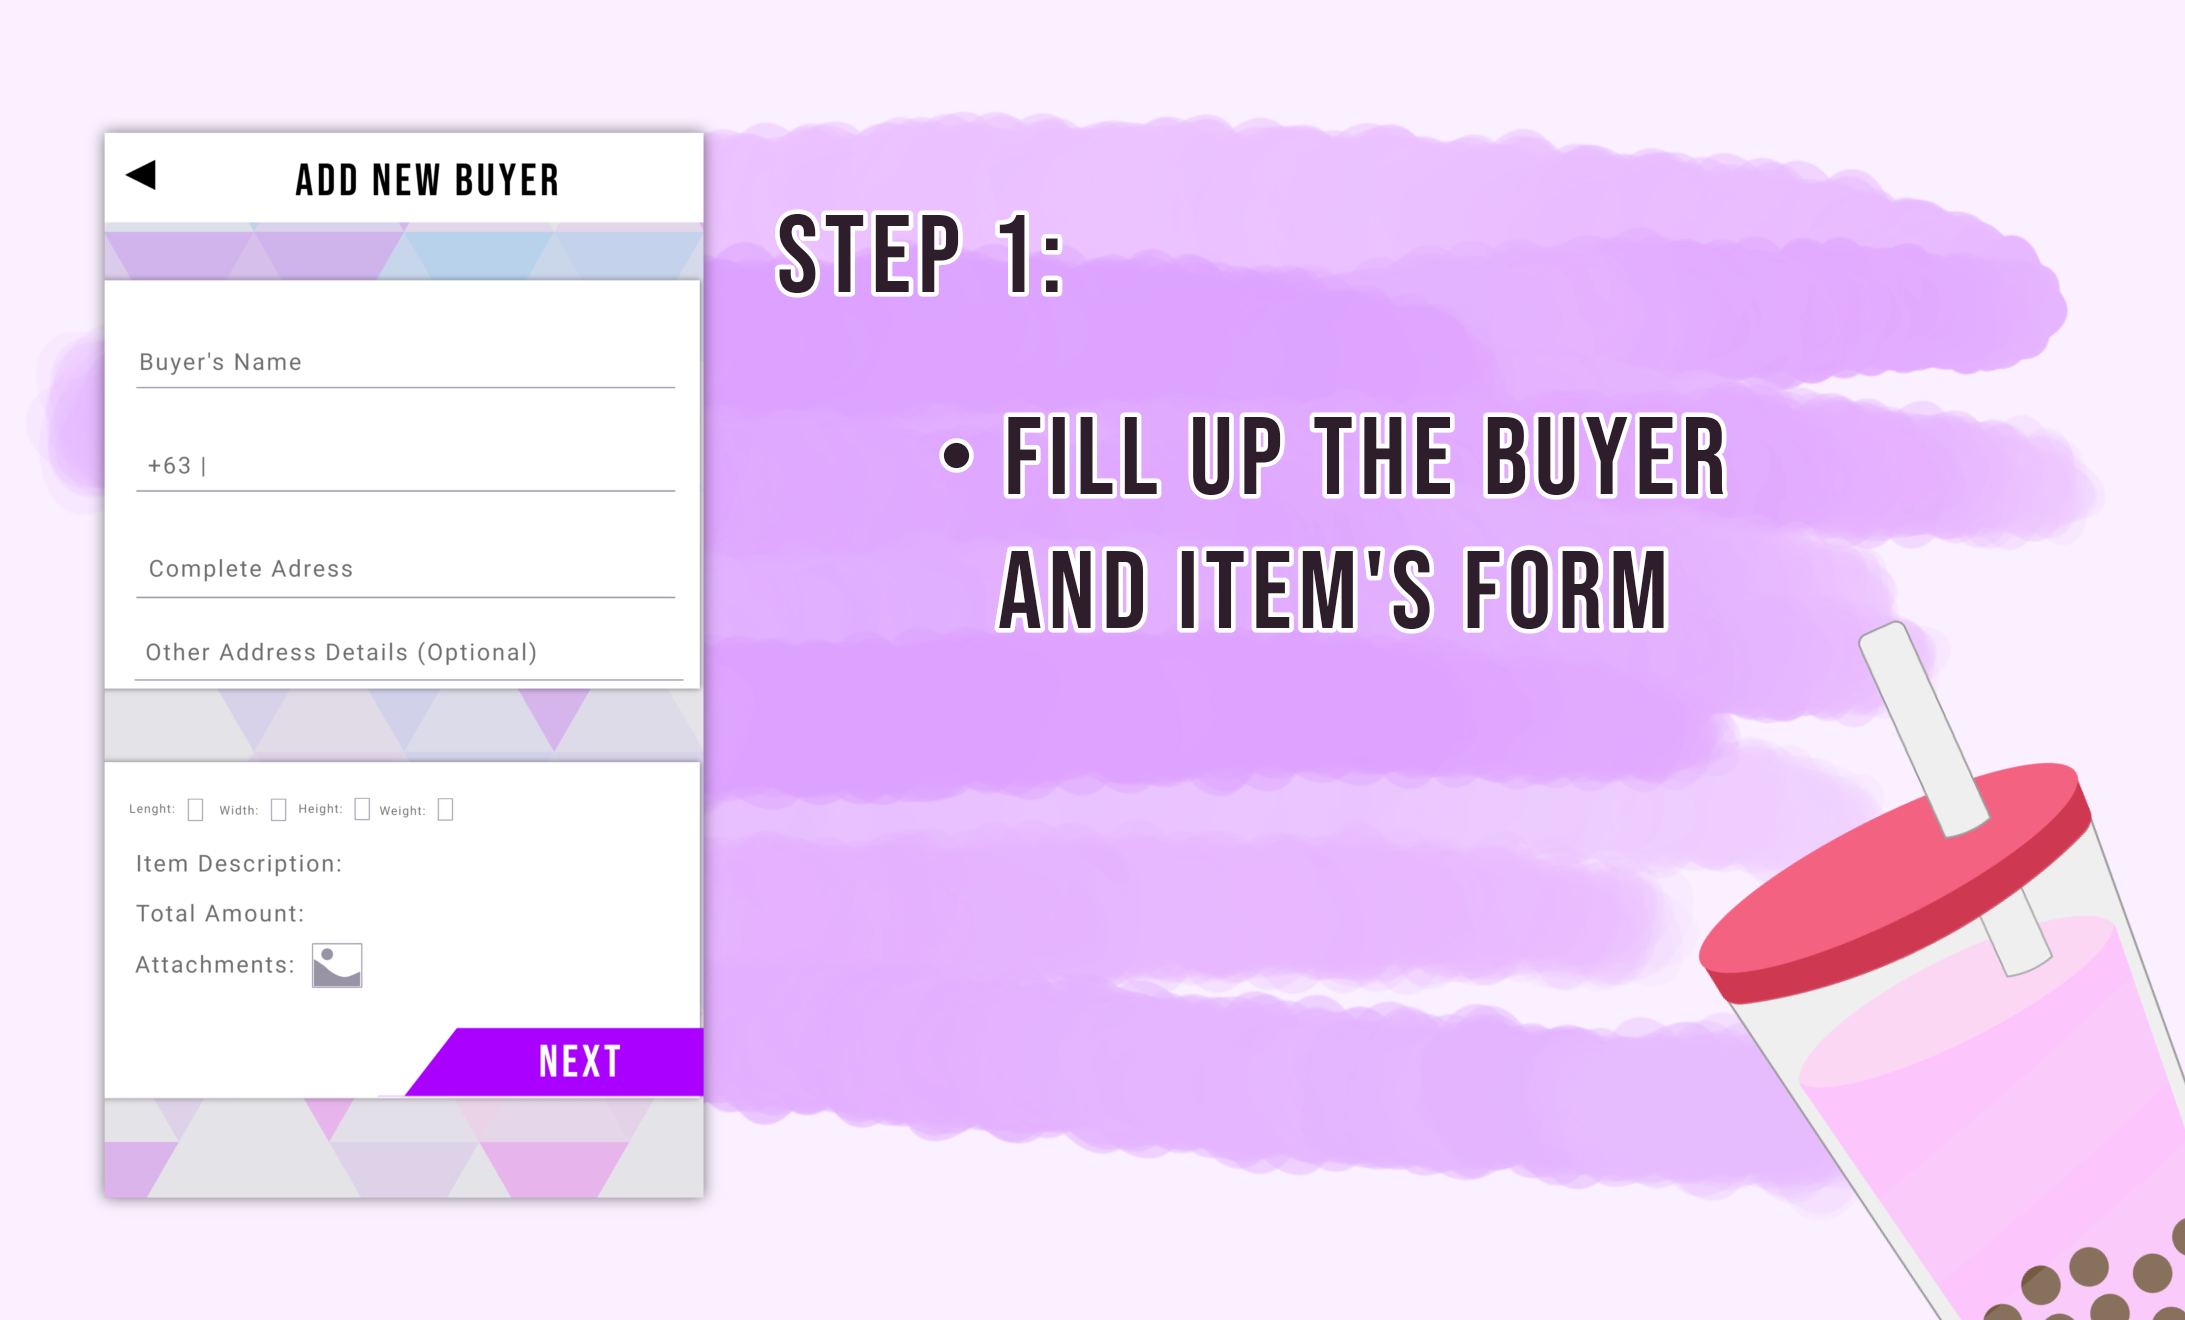 ADD NEW BUYER
Buyer's Name
+63 |
Complete Adress
Other Address Details (Optional)
Lenght: Width: Height: Weight:
Item Description:
Total Amount:
Attachments:
NEXT
STEP 1:
• FILL UP THE BUYER
AND ITEM'S FORM